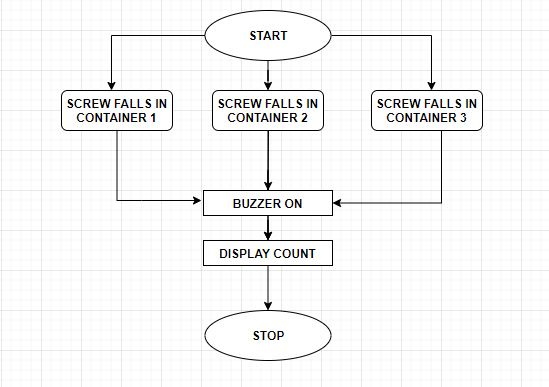 START
SCREW FALLS IN
CONTAINER 1
SCREW FALLS IN
CONTAINER 2
SCREW FALLS IN
CONTAINER 3
BUZZER ON
DISPLAY COUNT
STOP